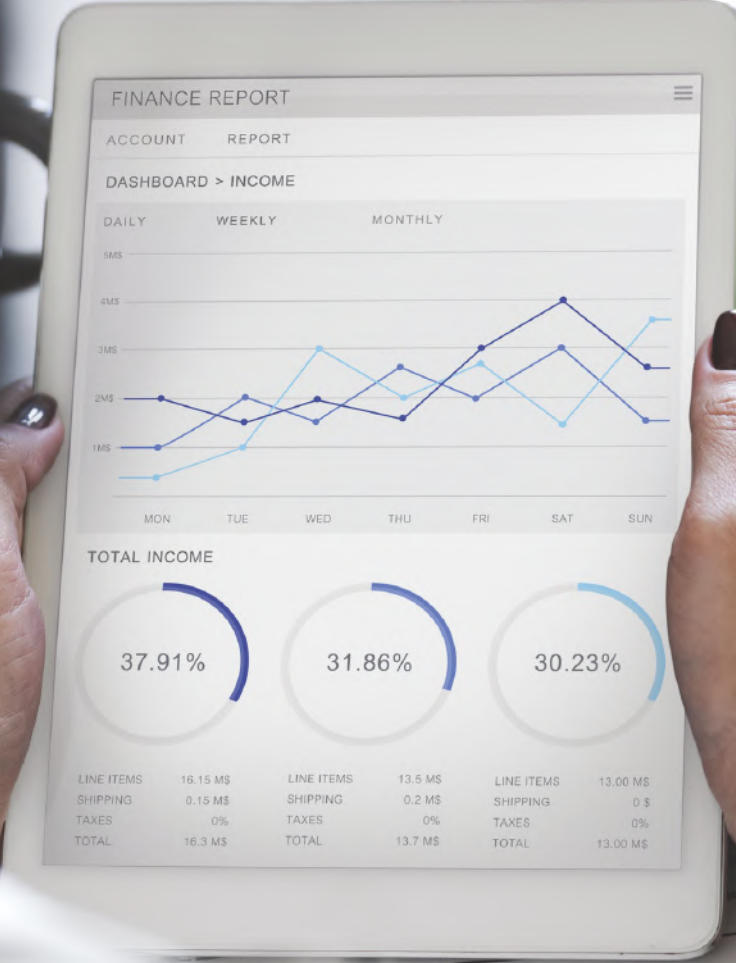 FINANCE REPORT
ACCOUNT REPORT
DASHBOARD > INCOME
DAILY WEEKLY MONTHLY
5M$
4M$
3M$
2M$
1M$
MON TUE WED THU FRI SAT SUN
TOTAL INCOME
37.91% 31.86% 30.23%
LINE ITEMS 16.15 M$ LINE ITEMS 13.5 M$ LINE ITEMS 13.00 M$
SHIPPING 0.15 M$ SHIPPING 0.2 M$ SHIPPING 0 $
TAXES 0% TAXES 0% TAXES 0%
TOTAL 16.3 M$ TOTAL 13.7 M$ TOTAL 13.00 M$